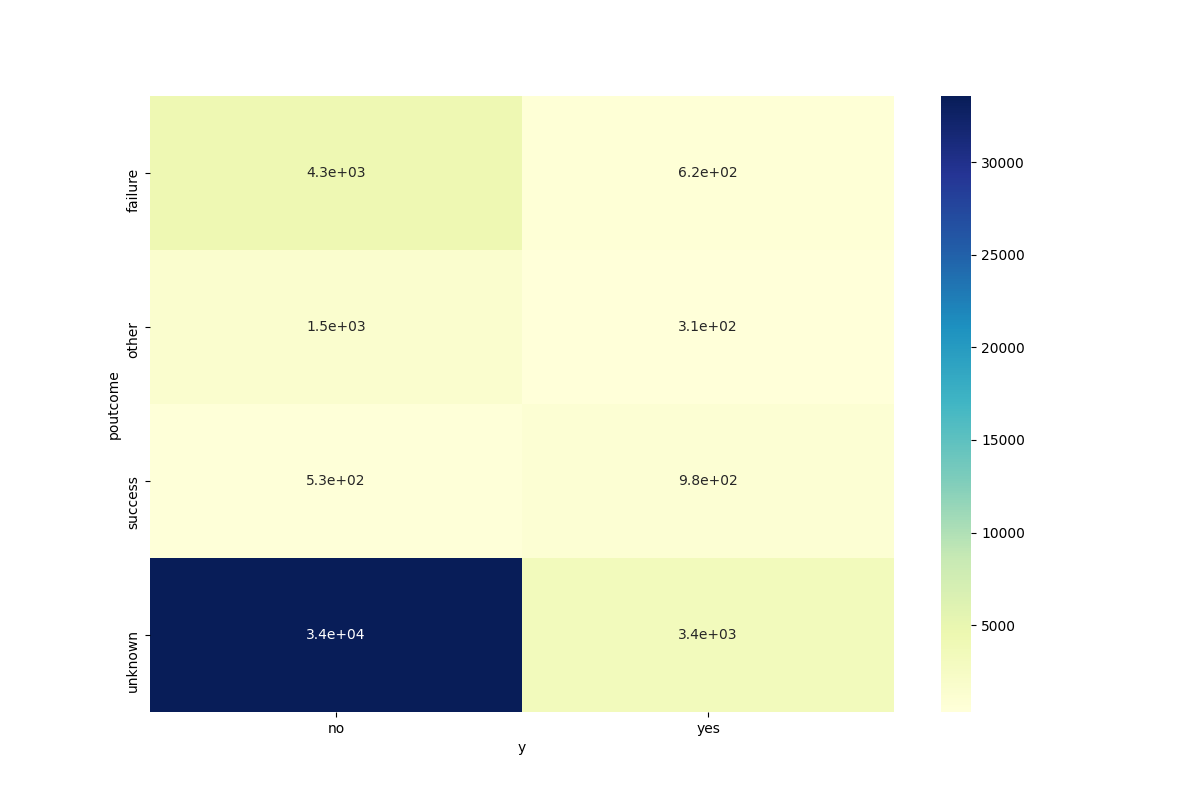 failure
4.3e+03
6.2e+02
other
1.5e+03
3.1e+02
success
5.3e+02
9.8e+02
unknown
3.4e+04
3.4e+03
poutcome
no
yes
y
30000
25000
20000
15000
10000
5000